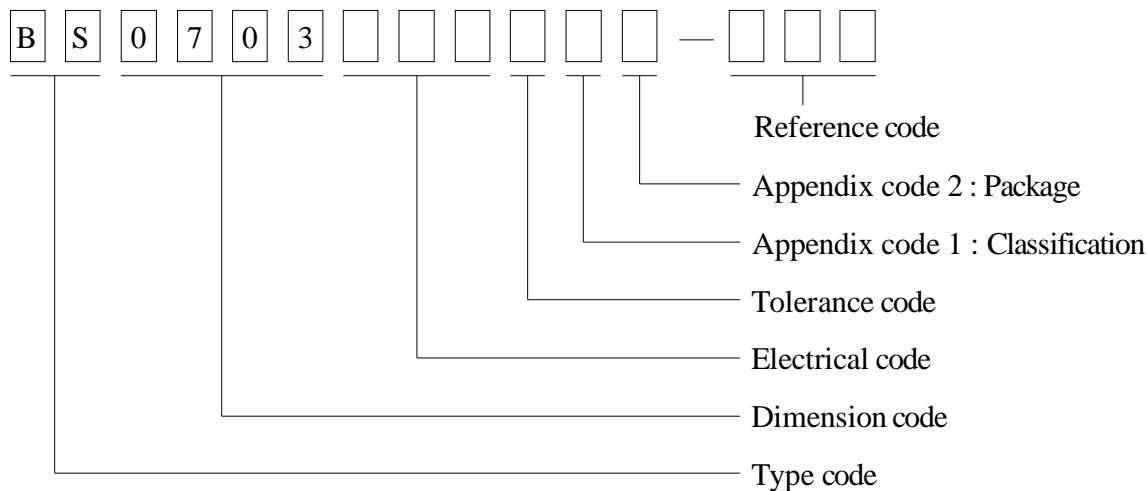 B S 0 7 0 3 —
Reference code
Appendix code 2 : Package
Appendix code 1 : Classification
Tolerance code
Electrical code
Dimension code
Type code